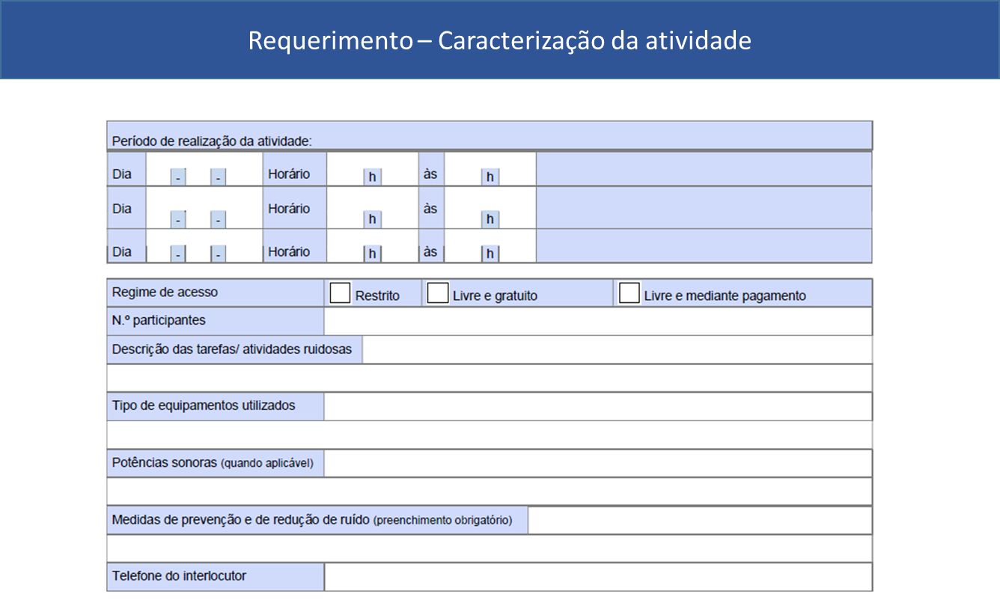 Requerimento – Caracterização da atividade
Período de realização da atividade:
Dia - - Horário h às h
Dia - - Horário h às h
Dia - - Horário h às h
Regime de acesso Restrito Livre e gratuito Livre e mediante pagamento
N.º participantes
Descrição das tarefas/ atividades ruidosas
Tipo de equipamentos utilizados
Potências sonoras (quando aplicável)
Medidas de prevenção e de redução de ruído (preenchimento obrigatório)
Telefone do interlocutor